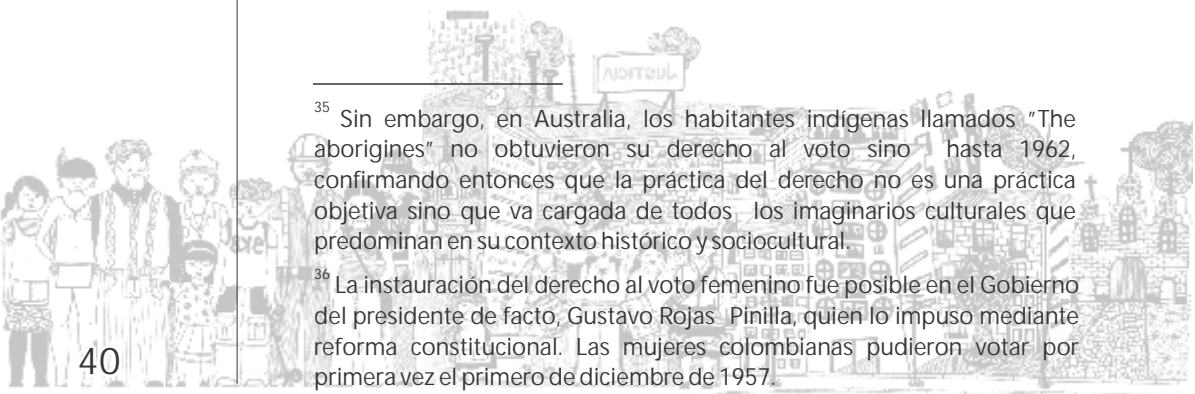 JUSTICIA
³⁵ Sin embargo, en Australia, los habitantes indígenas llamados "The
aborigines" no obtuvieron su derecho al voto sino hasta 1962,
confirmando entonces que la práctica del derecho no es una práctica
objetiva sino que va cargada de todos los imaginarios culturales que
predominan en su contexto histórico y sociocultural.
³⁶ La instauración del derecho al voto femenino fue posible en el Gobierno
del presidente de facto, Gustavo Rojas Pinilla, quien lo impuso mediante
reforma constitucional. Las mujeres colombianas pudieron votar por
primera vez el primero de diciembre de 1957.
40